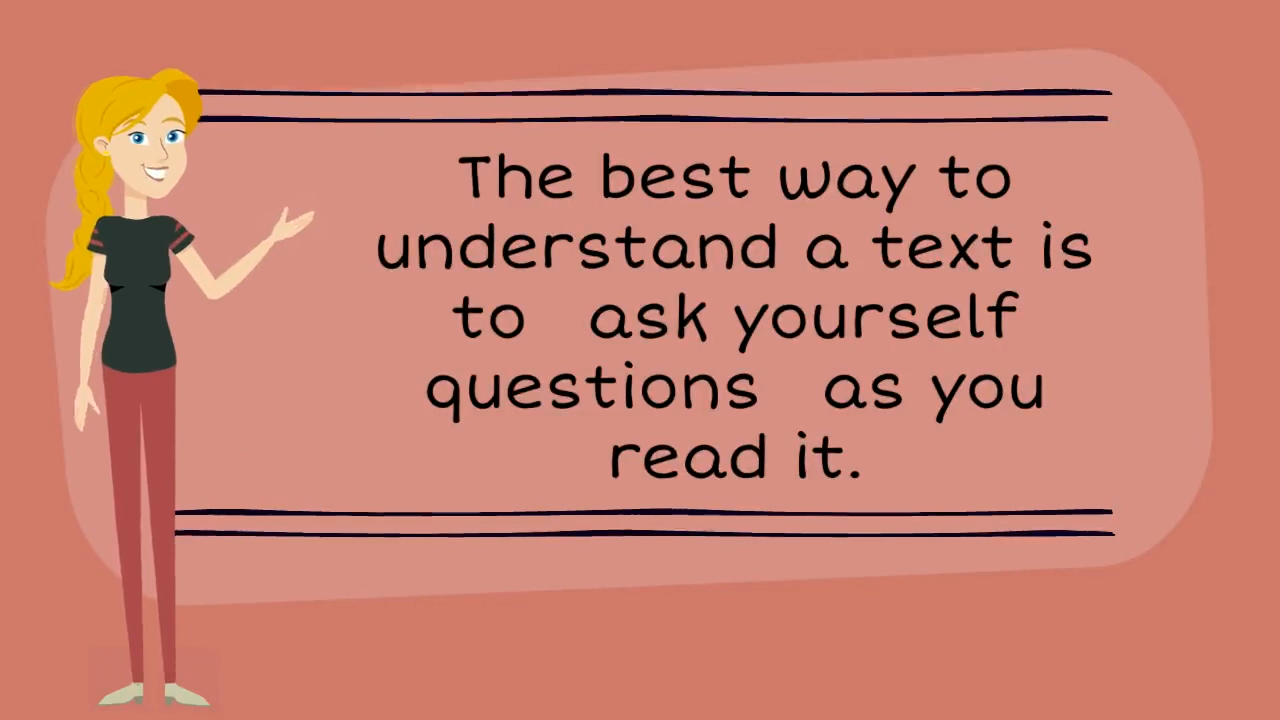 The best way to
understand a text is
to ask yourself
questions as you
read it.